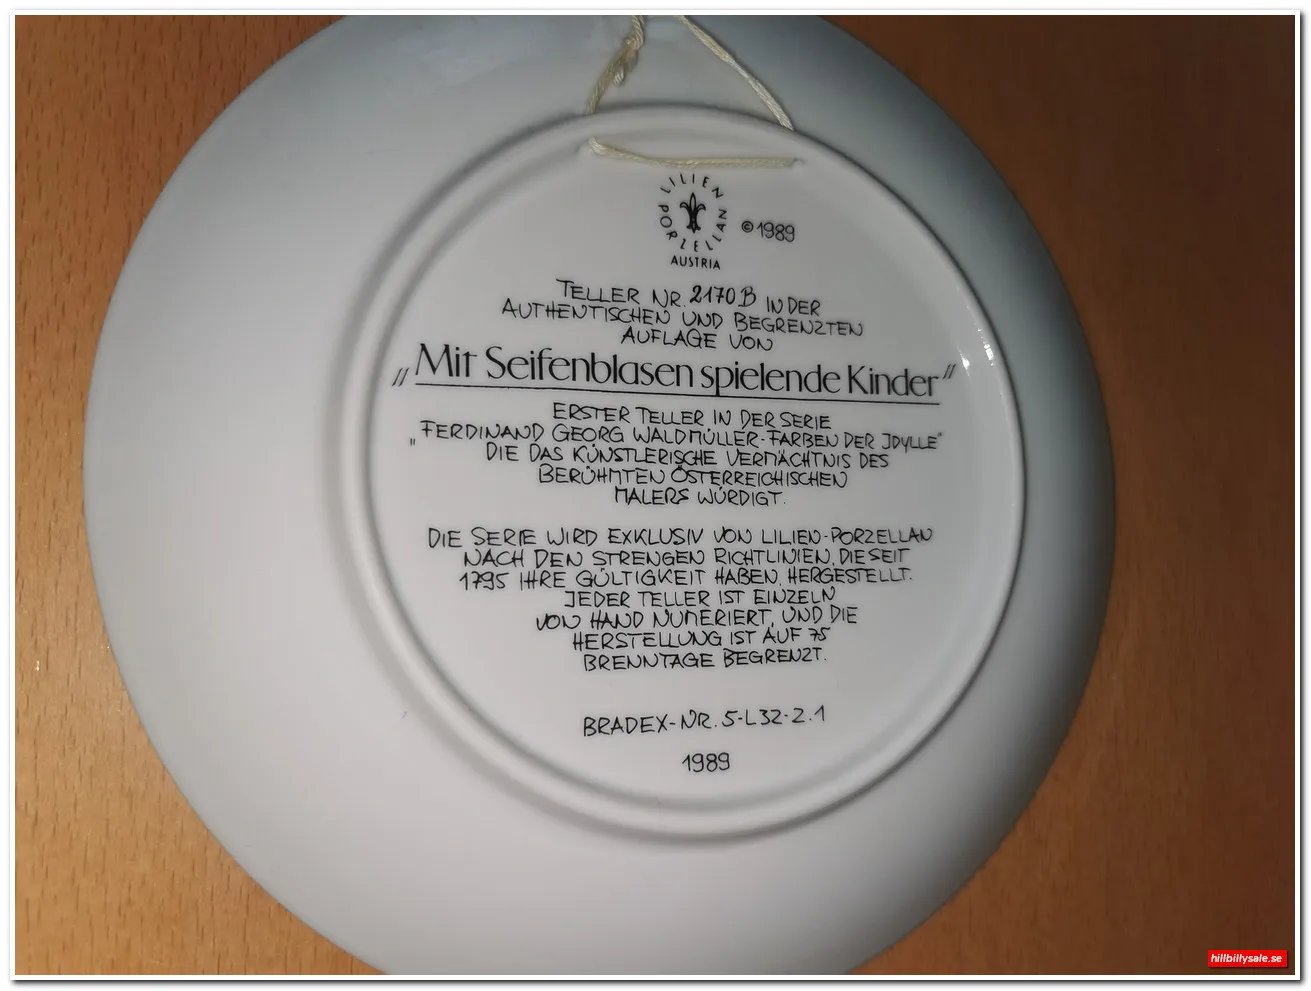 LILIEN PORZELLAN
AUSTRIA
©1989
TELLER NR. 2170B IN DER
AUTHENTISCHEN UND BEGRENZTEN
AUFLAGE VON
„Mit Seifenblasen spielende Kinder"
ERSTER TELLER IN DER SERIE
„FERDINAND GEORG WALDMÜLLER-FARBEN DER IDYLLE"
DIE DAS KÜNSTLERISCHE VERMÄCHTNIS DES
BERÜHMTEN ÖSTERREICHISCHEN
MALERS WÜRDIGT.
DIE SERIE WIRD EXKLUSIV VON LILIEN-PORZELLAN
NACH DEN STRENGEN RICHTLINIEN, DIE SEIT
1795 IHRE GÜLTIGKEIT HABEN, HERGESTELLT.
JEDER TELLER IST EINZELN
VON HAND NUMERIERT, UND DIE
HERSTELLUNG IST AUF 75
BRENNTAGE BEGRENZT.
BRADEX-NR. 5-L32-2.1
1989
hillbillysale.se